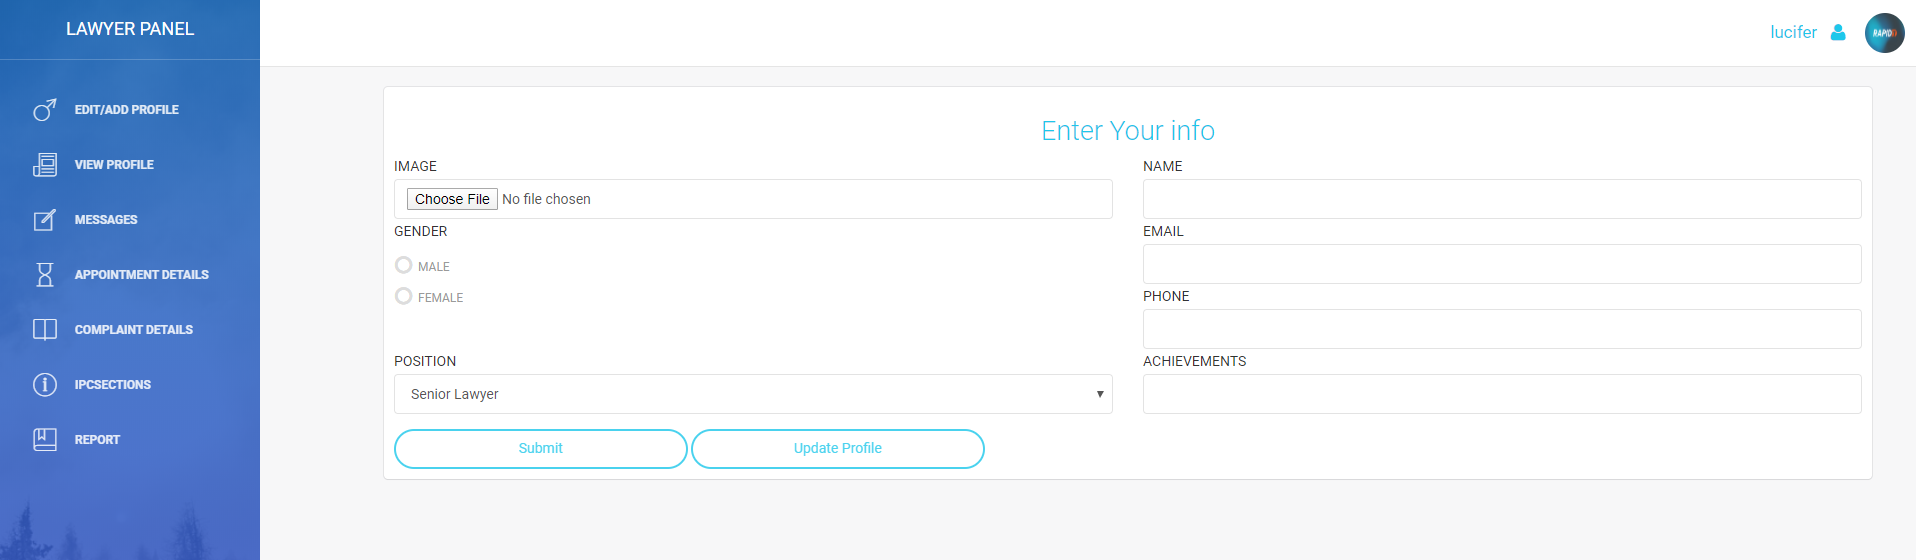 LAWYER PANEL
lucifer
RAPID
EDIT/ADD PROFILE
VIEW PROFILE
MESSAGES
APPOINTMENT DETAILS
COMPLAINT DETAILS
IPCSECTIONS
REPORT
Enter Your info
IMAGE
Choose File No file chosen
GENDER
MALE
FEMALE
POSITION
Senior Lawyer
NAME
EMAIL
PHONE
ACHIEVEMENTS
Submit
Update Profile